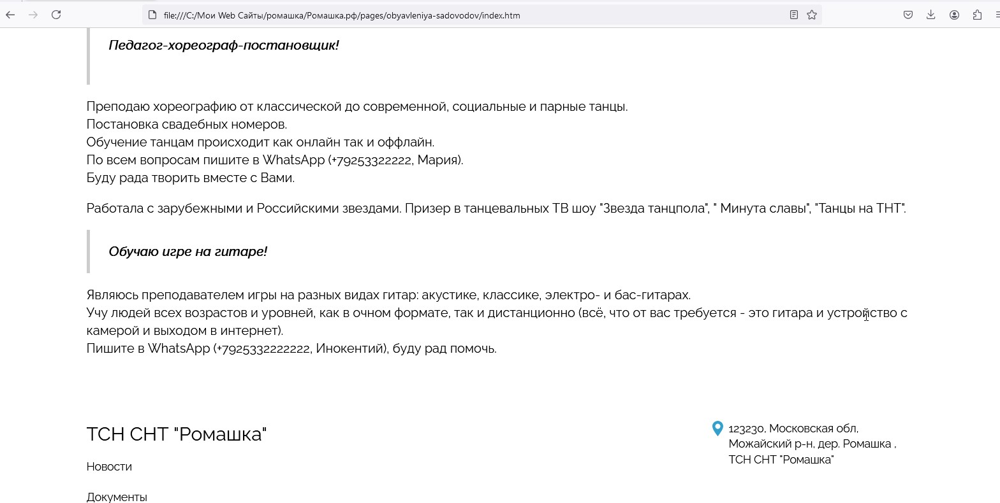 file:///C:/Мои Web Сайты/ромашка/Ромашка.рф/pages/obyavleniya-sadovodov/index.htm
Педагог-хореограф-постановщик!
Преподаю хореографию от классической до современной, социальные и парные танцы.
Постановка свадебных номеров.
Обучение танцам происходит как онлайн так и оффлайн.
По всем вопросам пишите в WhatsApp (+79253322222, Мария).
Буду рада творить вместе с Вами.
Работала с зарубежными и Российскими звездами. Призер в танцевальных ТВ шоу "Звезда танцпола", " Минута славы", "Танцы на ТНТ".
Обучаю игре на гитаре!
Являюсь преподавателем игры на разных видах гитар: акустике, классике, электро- и бас-гитарах.
Учу людей всех возрастов и уровней, как в очном формате, так и дистанционно (всё, что от вас требуется - это гитара и устройство с
камерой и выходом в интернет).
Пишите в WhatsApp (+7925332222222, Инокентий), буду рад помочь.
ТСН СНТ "Ромашка"
Новости
Документы
123230, Московская обл,
Можайский р-н, дер. Ромашка ,
ТСН СНТ "Ромашка"